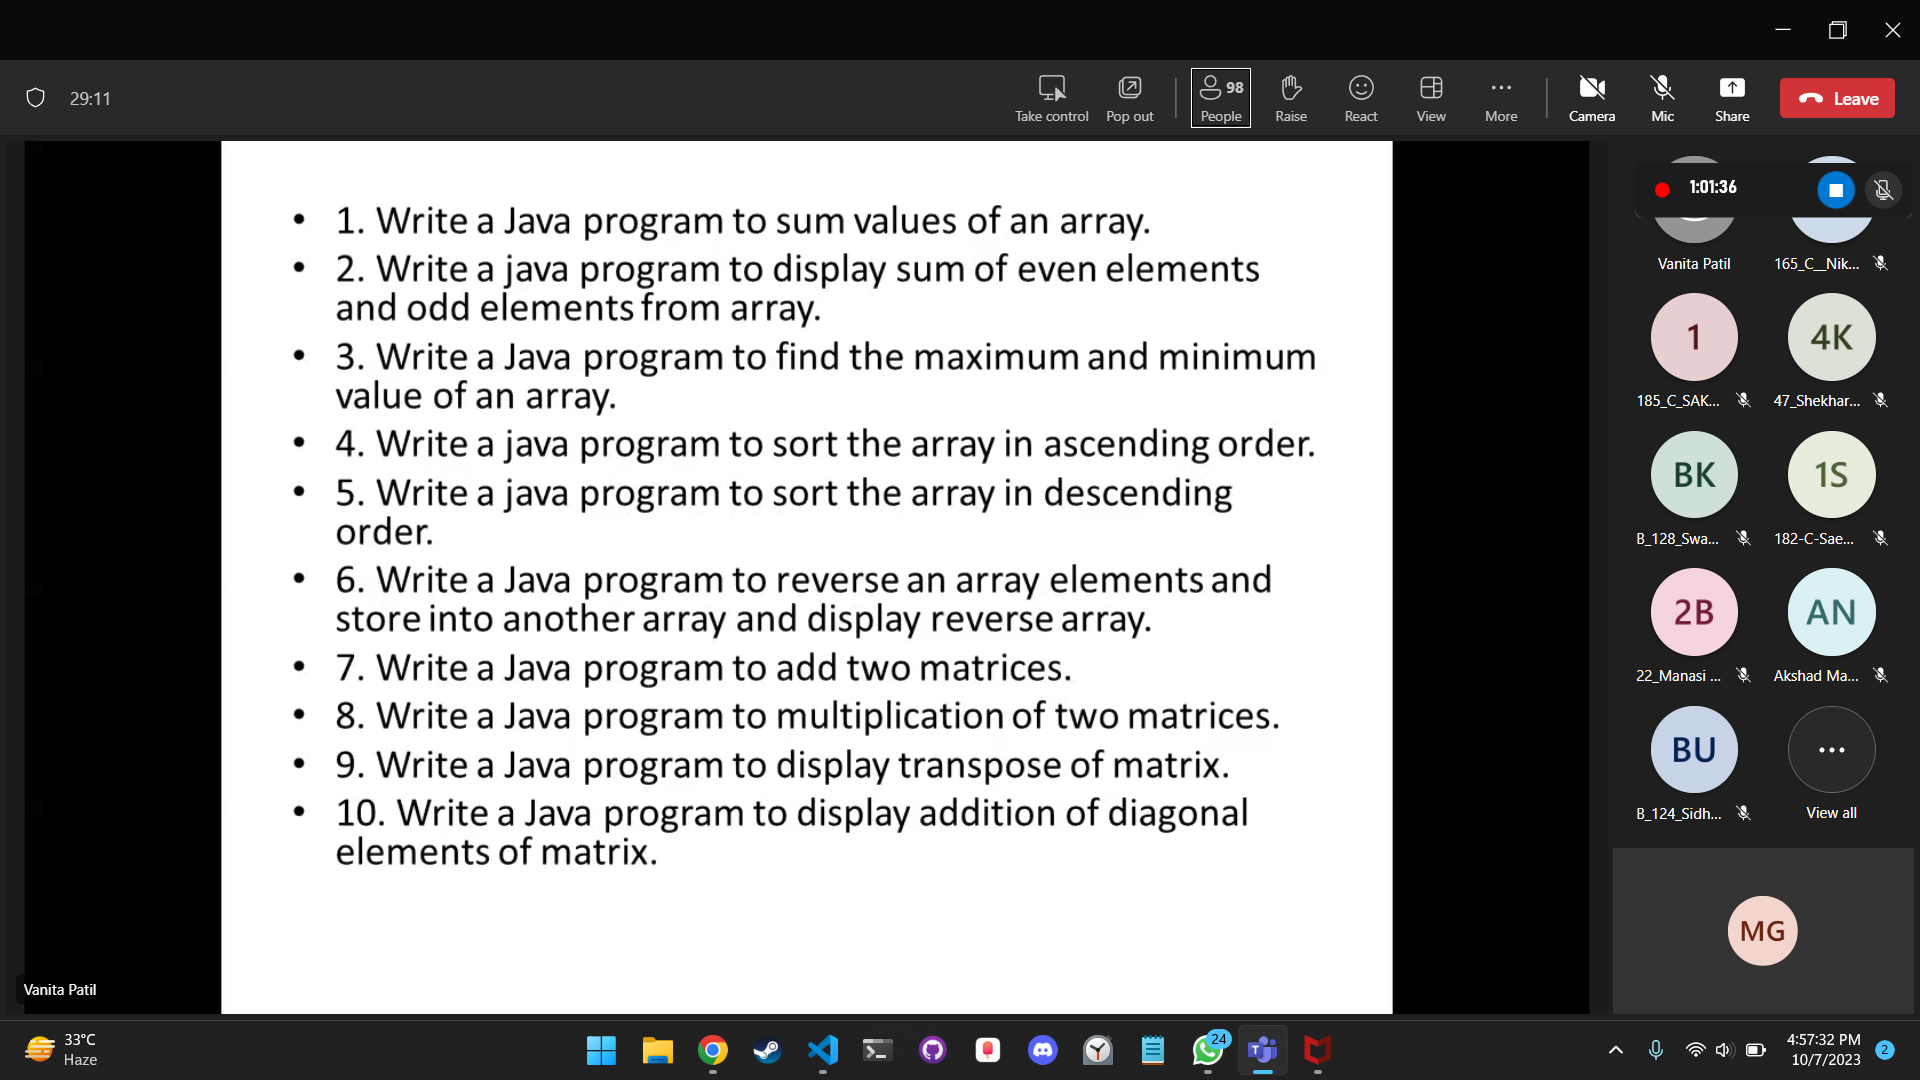 29:11
Take control
Pop out
98
People
Raise
React
View
More
Camera
Mic
Share
Leave
• 1. Write a Java program to sum values of an array.
• 2. Write a java program to display sum of even elements
and odd elements from array.
• 3. Write a Java program to find the maximum and minimum
value of an array.
• 4. Write a java program to sort the array in ascending order.
• 5. Write a java program to sort the array in descending
order.
• 6. Write a Java program to reverse an array elements and
store into another array and display reverse array.
• 7. Write a Java program to add two matrices.
• 8. Write a Java program to multiplication of two matrices.
• 9. Write a Java program to display transpose of matrix.
• 10. Write a Java program to display addition of diagonal
elements of matrix.
Vanita Patil
1:01:36
Vanita Patil
165_C__Nik...
1
4K
185_C_SAK...
47_Shekhar...
BK
1S
B_128_Swa...
182-C-Sae...
2B
AN
22_Manasi ...
Akshad Ma...
BU
B_124_Sidh...
View all
MG
33°C
Haze
24
4:57:32 PM
10/7/2023
2